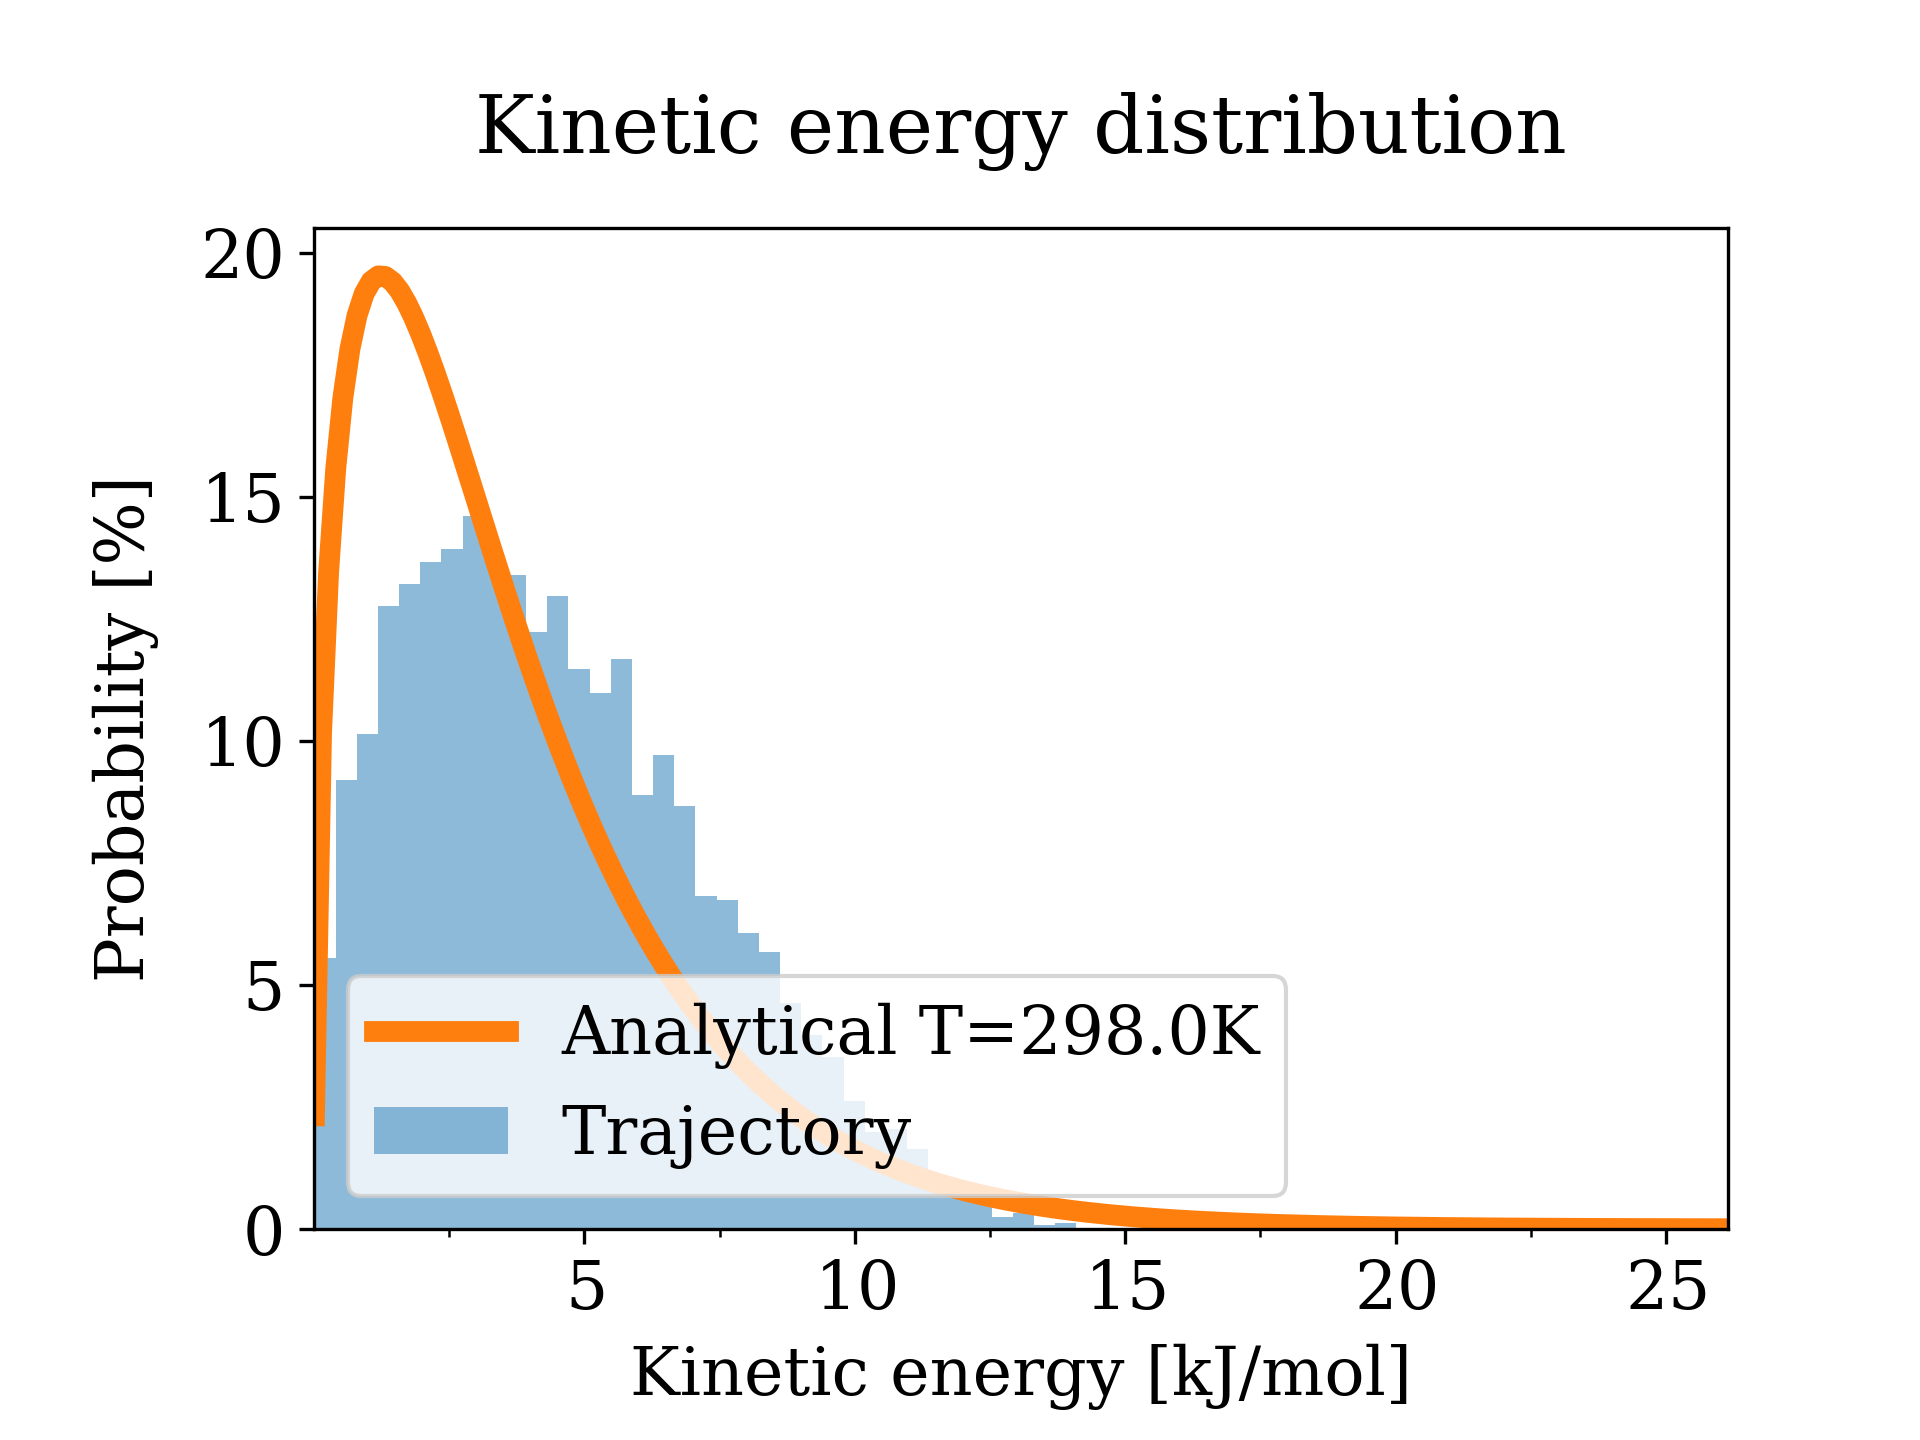 Kinetic energy distribution
20
15
10
5
0
Probability [%]
Analytical T=298.0K
Trajectory
5 10 15 20 25
Kinetic energy [kJ/mol]